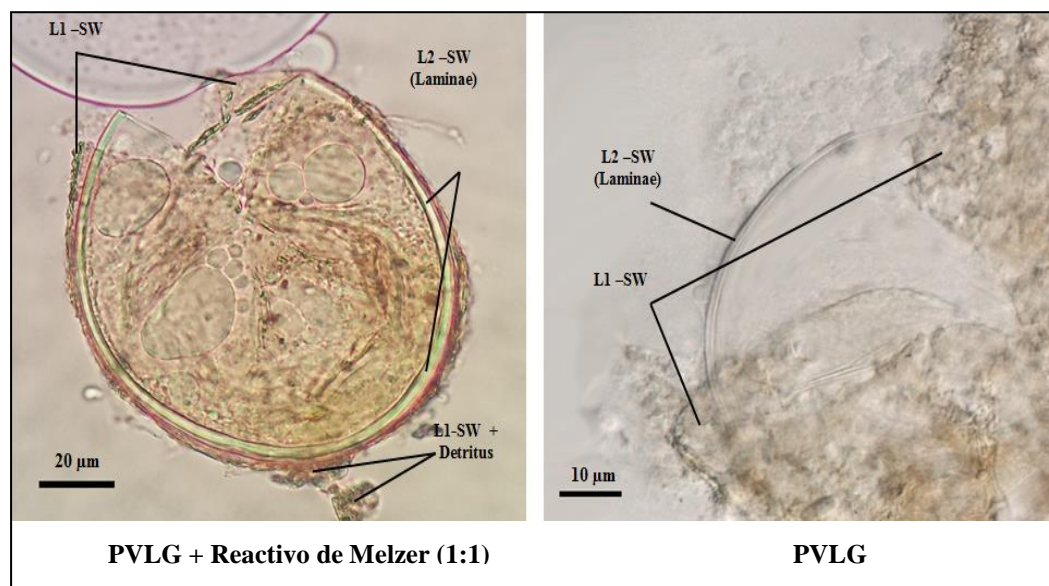 L1 –SW
L2 –SW
(Laminae)
L1-SW +
Detritus
20 µm
L2 –SW
(Laminae)
L1 –SW
10 µm
PVLG + Reactivo de Melzer (1:1)
PVLG